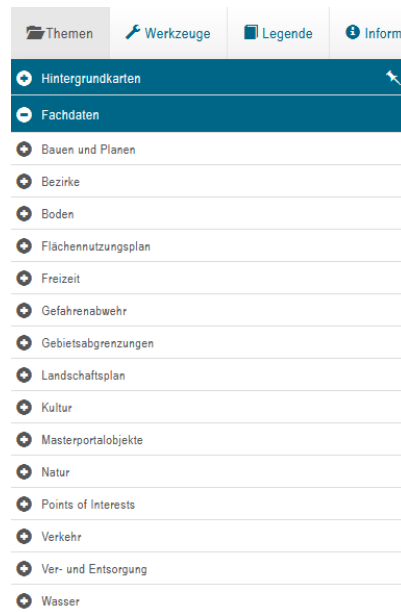 Themen Werkzeuge Legende Inform
Hintergrundkarten
Fachdaten
Bauen und Planen
Bezirke
Boden
Flächennutzungsplan
Freizeit
Gefahrenabwehr
Gebietsabgrenzungen
Landschaftsplan
Kultur
Masterportalobjekte
Natur
Points of Interests
Verkehr
Ver- und Entsorgung
Wasser